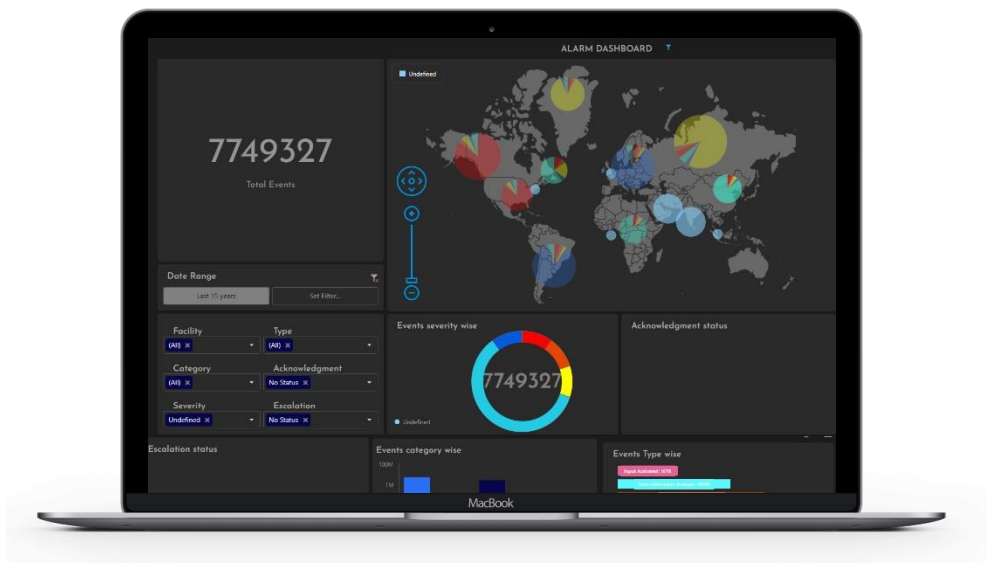 ALARM DASHBOARD
Undefined
7749327
Total Events
Date Range
Last 15 years
Set Filter...
Facility
Type
(All) ×
(All) ×
Category
Acknowledgment
(All) ×
No Status ×
Severity
Escalation
Undefined ×
No Status ×
Events severity wise
7749327
Undefined
Acknowledgment status
Escalation status
Events category wise
100M
1M
Events Type wise
MacBook